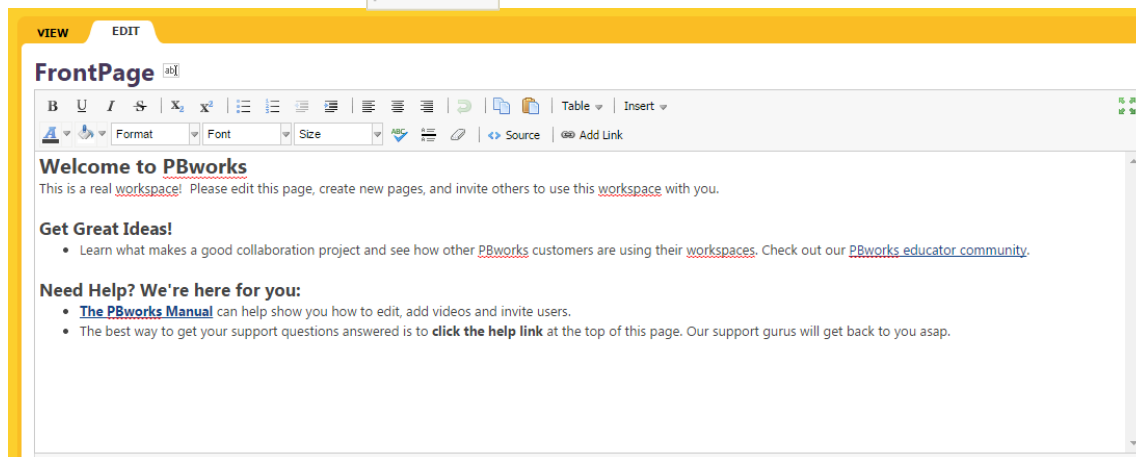 VIEW EDIT
FrontPage ab
B U I S X₂ X² Table Insert
A Format Font Size ABC Source Add Link
Welcome to PBworks
This is a real workspace!  Please edit this page, create new pages, and invite others to use this workspace with you.
Get Great Ideas!
• Learn what makes a good collaboration project and see how other PBworks customers are using their workspaces. Check out our PBworks educator community.
Need Help? We're here for you:
• The PBworks Manual can help show you how to edit, add videos and invite users.
• The best way to get your support questions answered is to click the help link at the top of this page. Our support gurus will get back to you asap.